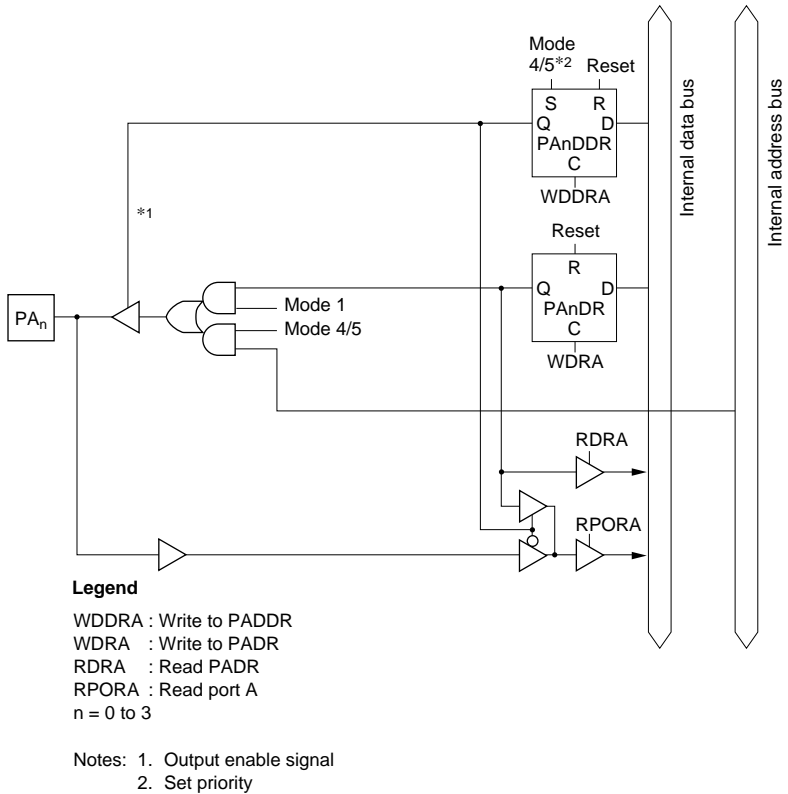 Mode
4/5*2 Reset
S R
Q D
PAnDDR
C
WDDRA
Internal data bus
Internal address bus
*1
Reset
R
Q D
PAnDR
C
WDRA
Mode 1
Mode 4/5
PAn
RDRA
RPORA
Legend
WDDRA : Write to PADDR
WDRA : Write to PADR
RDRA : Read PADR
RPORA : Read port A
n = 0 to 3
Notes: 1. Output enable signal
2. Set priority